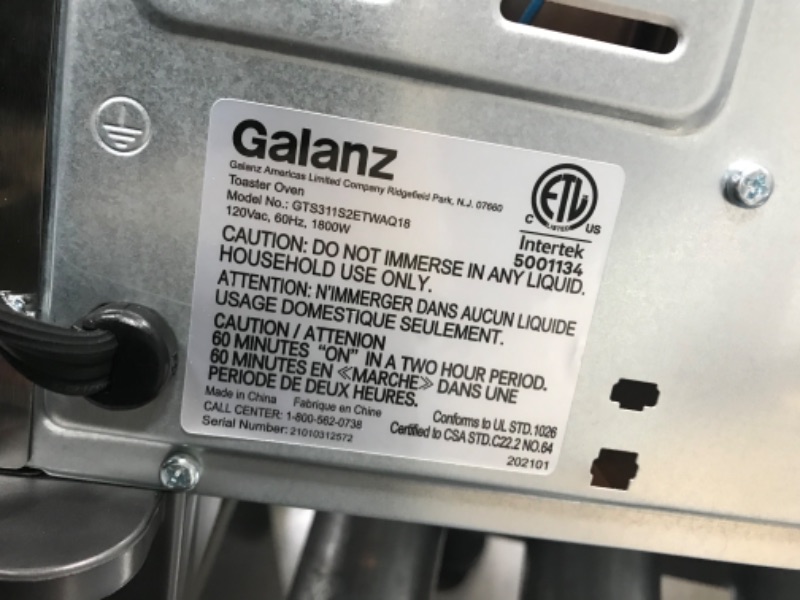 Galanz
Galanz Americas Limited Company Ridgefield Park, N.J. 07660
Toaster Oven
Model No.: GTS311S2ETWAQ18
120Vac, 60Hz, 1800W
C ETL LISTED US
Intertek
5001134
CAUTION: DO NOT IMMERSE IN ANY LIQUID.
HOUSEHOLD USE ONLY.
ATTENTION: N'IMMERGER DANS AUCUN LIQUIDE
USAGE DOMESTIQUE SEULEMENT.
CAUTION / ATTENION
60 MINUTES "ON" IN A TWO HOUR PERIOD.
60 MINUTES EN ≪MARCHE≫ DANS UNE
PERIODE DE DEUX HEURES.
Made in China Fabrique en Chine
CALL CENTER: 1-800-562-0738
Serial Number: 21010312572
Conforms to UL STD.1026
Certified to CSA STD.C22.2 NO.64
202101